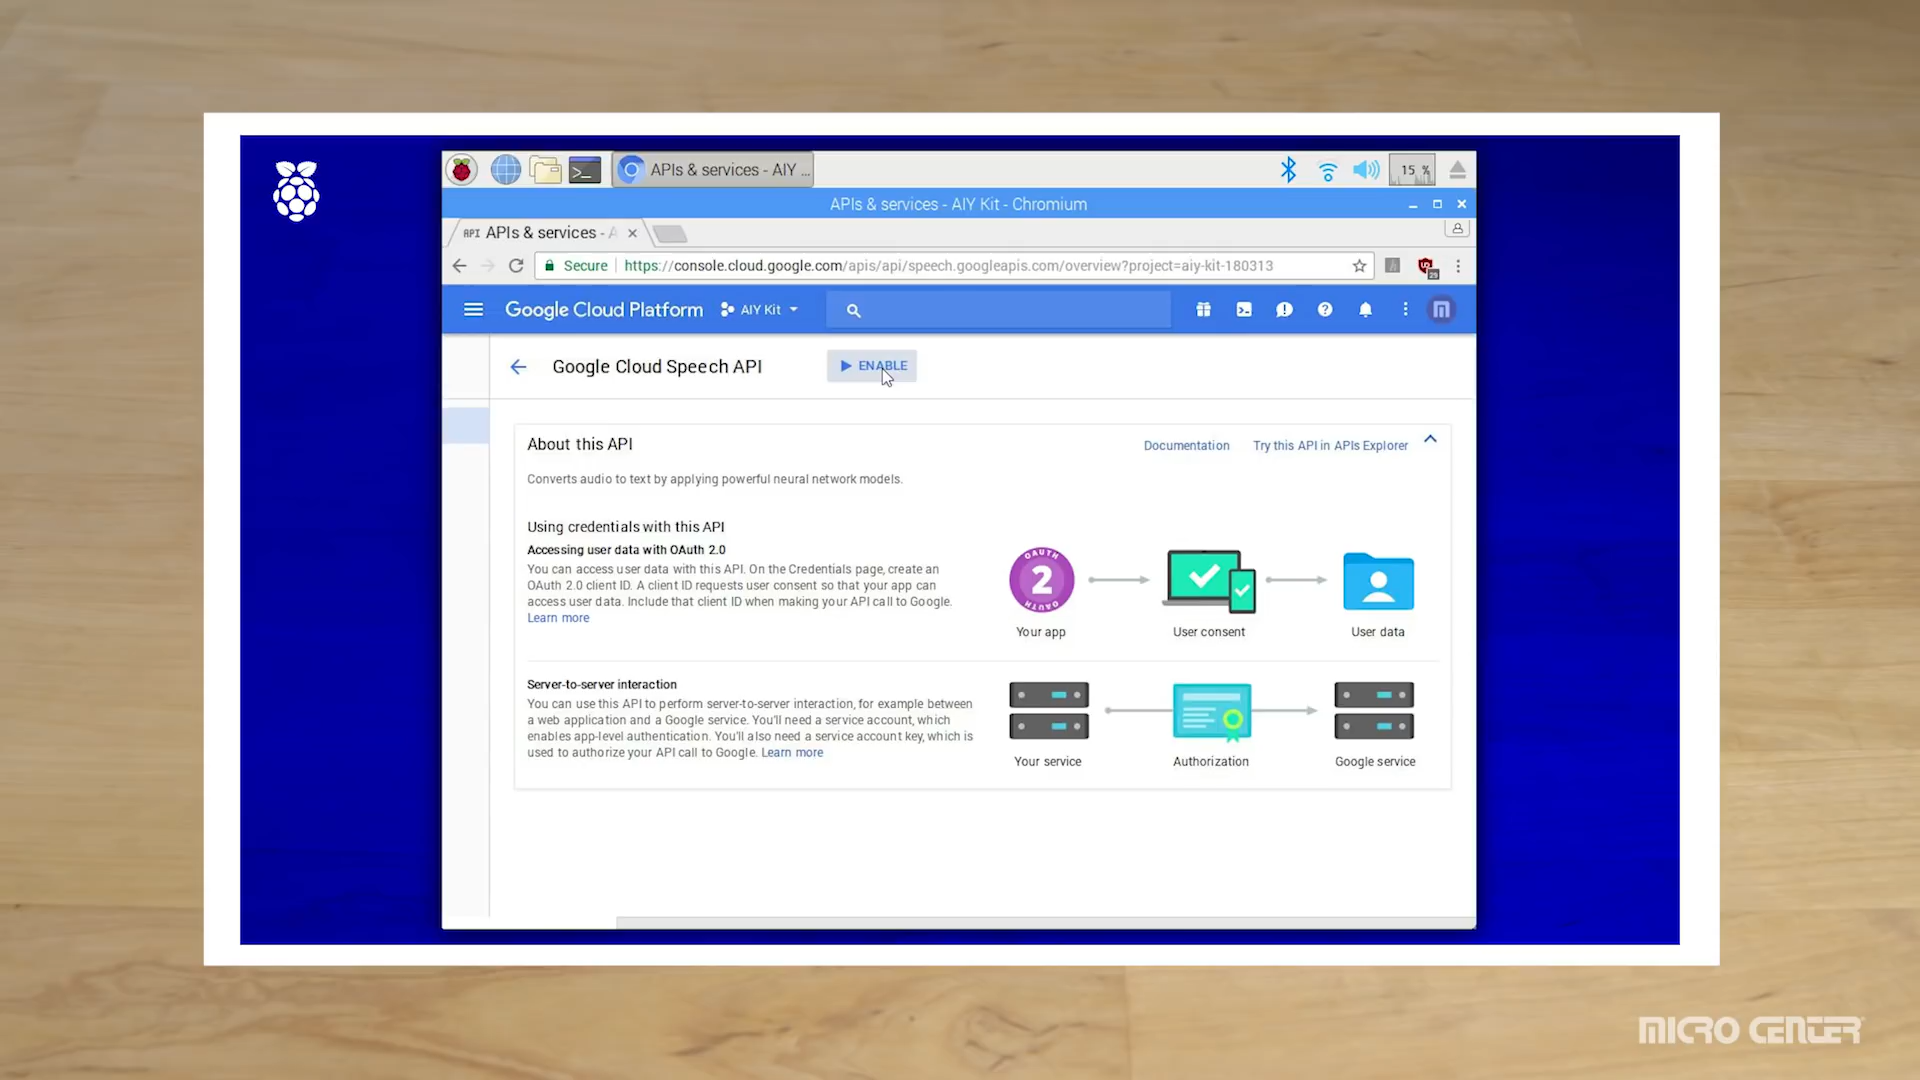 APIs & services - AIY ...
15 %
APIs & services - AIY Kit - Chromium
API APIs & services - A
Secure https://console.cloud.google.com/apis/api/speech.googleapis.com/overview?project=aiy-kit-180313
29
Google Cloud Platform AIY Kit
Google Cloud Speech API ENABLE
About this API Documentation Try this API in APIs Explorer
Converts audio to text by applying powerful neural network models.
Using credentials with this API
Accessing user data with OAuth 2.0
You can access user data with this API. On the Credentials page, create an
OAuth 2.0 client ID. A client ID requests user consent so that your app can
access user data. Include that client ID when making your API call to Google.
Learn more
OAUTH
2
OAUTH
Your app User consent User data
Server-to-server interaction
You can use this API to perform server-to-server interaction, for example between
a web application and a Google service. You'll need a service account, which
enables app-level authentication. You'll also need a service account key, which is
used to authorize your API call to Google. Learn more
Your service Authorization Google service
MICRO CENTER